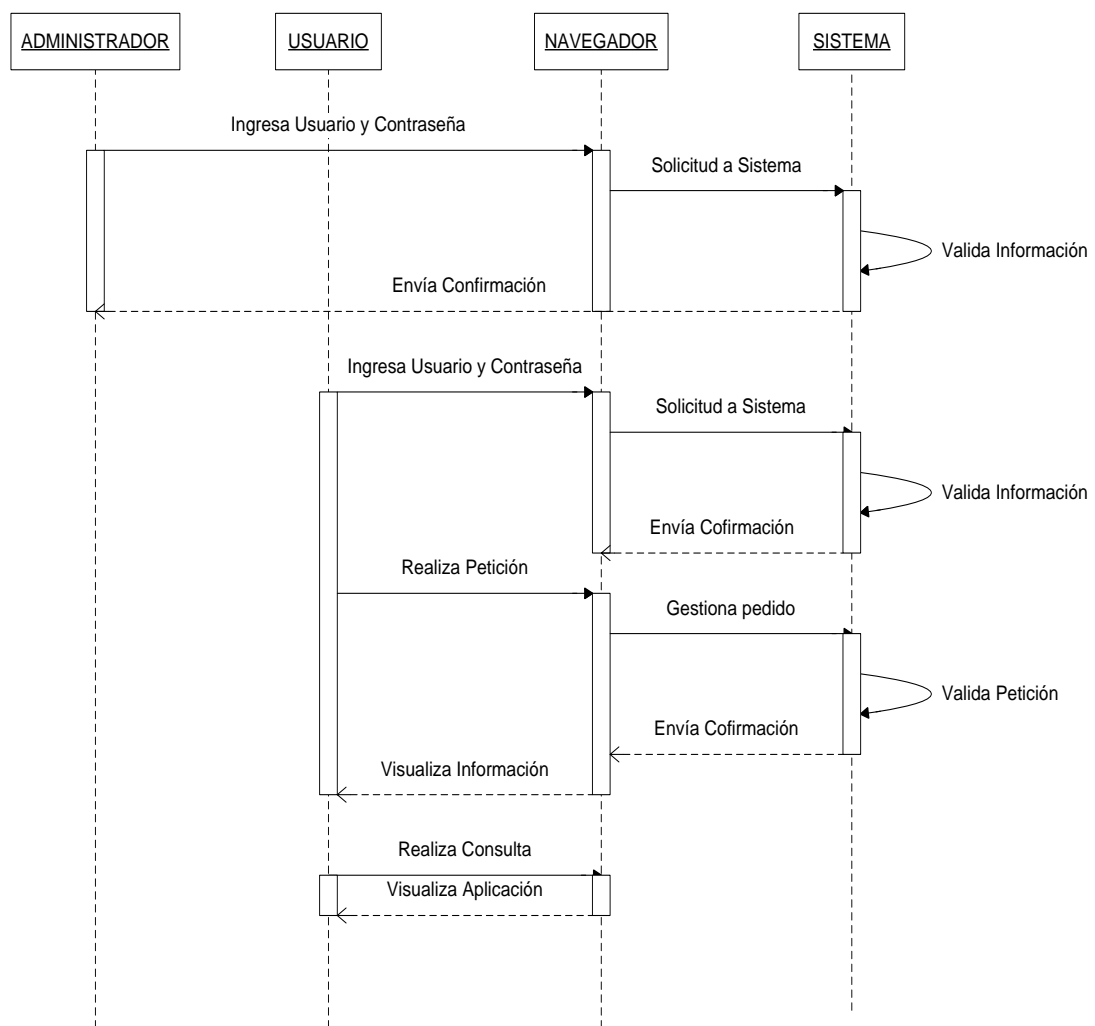 ADMINISTRADOR
USUARIO
NAVEGADOR
SISTEMA
Ingresa Usuario y Contraseña
Solicitud a Sistema
Valida Información
Envía Confirmación
Ingresa Usuario y Contraseña
Solicitud a Sistema
Valida Información
Envía Cofirmación
Realiza Petición
Gestiona pedido
Valida Petición
Envía Cofirmación
Visualiza Información
Realiza Consulta
Visualiza Aplicación